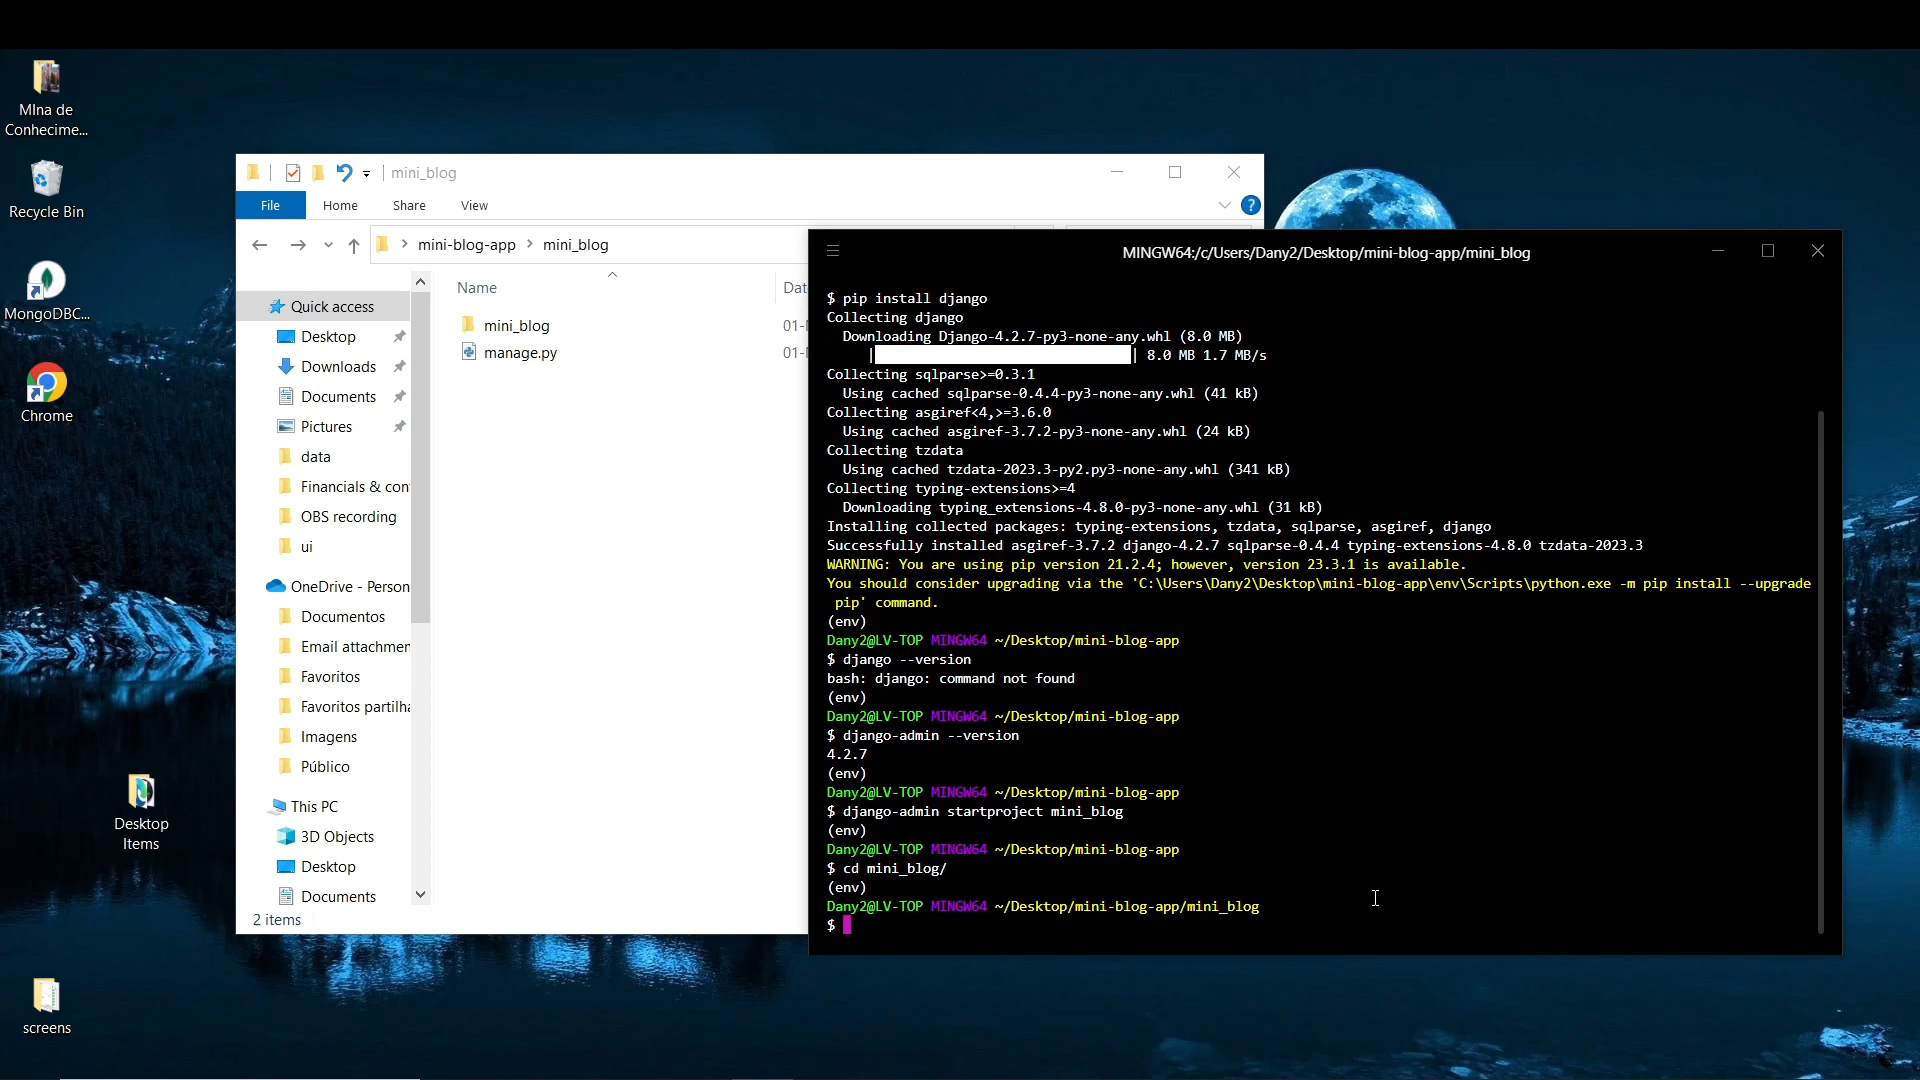 MIna de
Conhecime...
Recycle Bin
MongoDBC...
Chrome
Desktop
Items
screens
mini_blog
File
Home
Share
View
?
mini-blog-app
mini_blog
Name
Dat
Quick access
Desktop
Downloads
Documents
Pictures
data
Financials & con
OBS recording
ui
OneDrive - Person
Documentos
Email attachmen
Favoritos
Favoritos partilha
Imagens
Público
This PC
3D Objects
Desktop
Documents
2 items
mini_blog
01-
manage.py
01-
MINGW64:/c/Users/Dany2/Desktop/mini-blog-app/mini_blog
$ pip install django
Collecting django
Downloading Django-4.2.7-py3-none-any.whl (8.0 MB)
| | 8.0 MB 1.7 MB/s
Collecting sqlparse>=0.3.1
Using cached sqlparse-0.4.4-py3-none-any.whl (41 kB)
Collecting asgiref<4,>=3.6.0
Using cached asgiref-3.7.2-py3-none-any.whl (24 kB)
Collecting tzdata
Using cached tzdata-2023.3-py2.py3-none-any.whl (341 kB)
Collecting typing-extensions>=4
Downloading typing_extensions-4.8.0-py3-none-any.whl (31 kB)
Installing collected packages: typing-extensions, tzdata, sqlparse, asgiref, django
Successfully installed asgiref-3.7.2 django-4.2.7 sqlparse-0.4.4 typing-extensions-4.8.0 tzdata-2023.3
WARNING: You are using pip version 21.2.4; however, version 23.3.1 is available.
You should consider upgrading via the 'C:\Users\Dany2\Desktop\mini-blog-app\env\Scripts\python.exe -m pip install --upgrade
pip' command.
(env)
Dany2@LV-TOP MINGW64 ~/Desktop/mini-blog-app
$ django --version
bash: django: command not found
(env)
Dany2@LV-TOP MINGW64 ~/Desktop/mini-blog-app
$ django-admin --version
4.2.7
(env)
Dany2@LV-TOP MINGW64 ~/Desktop/mini-blog-app
$ django-admin startproject mini_blog
(env)
Dany2@LV-TOP MINGW64 ~/Desktop/mini-blog-app
$ cd mini_blog/
(env)
Dany2@LV-TOP MINGW64 ~/Desktop/mini-blog-app/mini_blog
$